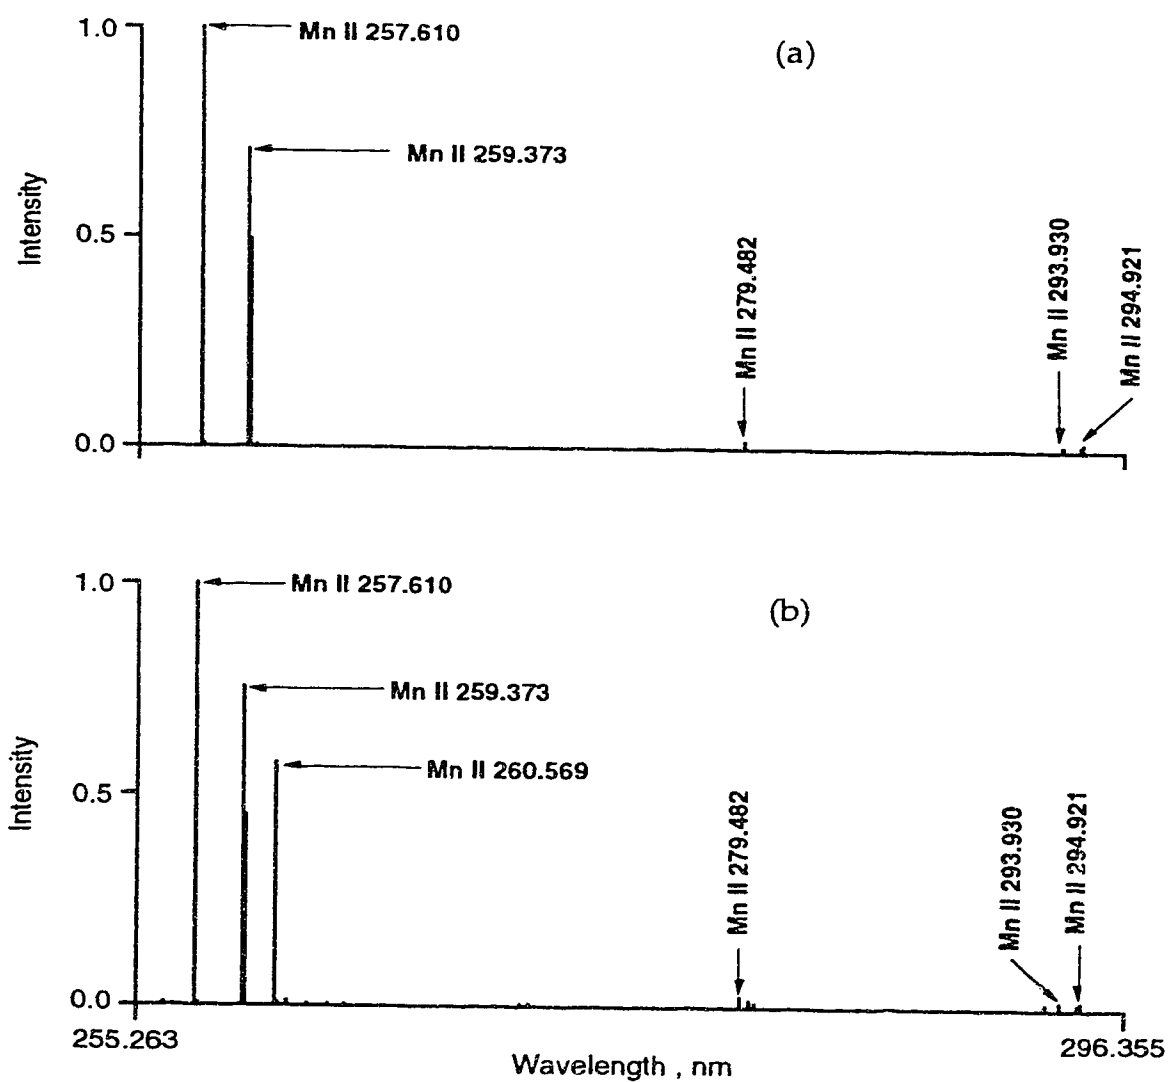 1.0
Mn II 257.610
(a)
Mn II 259.373
Intensity
0.5
Mn II 279.482
Mn II 293.930
Mn II 294.921
0.0
1.0
Mn II 257.610
(b)
Mn II 259.373
Mn II 260.569
Intensity
0.5
Mn II 279.482
Mn II 293.930
Mn II 294.921
0.0
255.263
296.355
Wavelength , nm